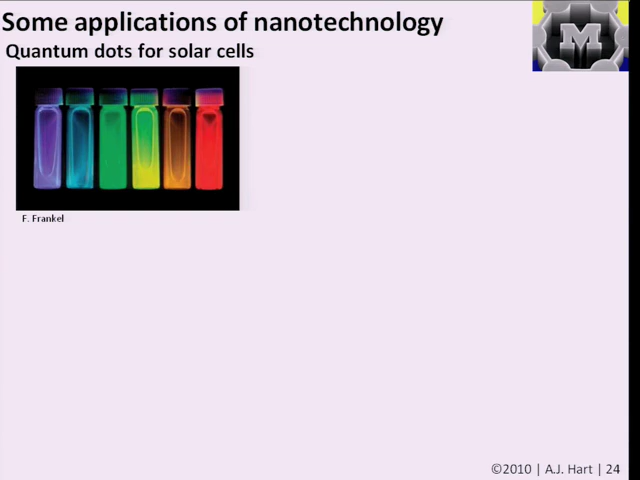 Some applications of nanotechnology
Quantum dots for solar cells
M
F. Frankel
©2010 | A.J. Hart | 24